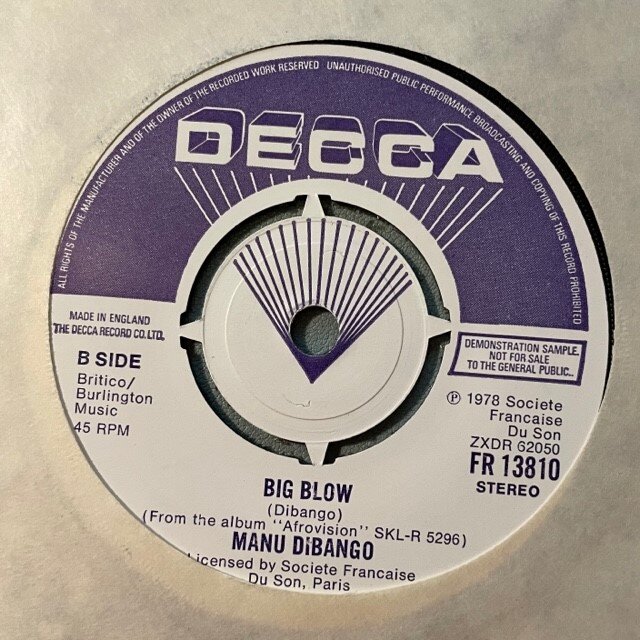 ALL RIGHTS OF THE MANUFACTURER AND OF THE OWNER OF THE RECORDED WORK RESERVED UNAUTHORISED PUBLIC PERFORMANCE BROADCASTING AND COPYING OF THIS RECORD PROHIBITED
DECCA
MADE IN ENGLAND
THE DECCA RECORD CO. LTD.
B SIDE
Britico/
Burlington
Music
45 RPM
DEMONSTRATION SAMPLE.
NOT FOR SALE
TO THE GENERAL PUBLIC..
℗ 1978 Societe
Francaise
Du Son
ZXDR 62050
FR 13810
STEREO
BIG BLOW
(Dibango)
(From the album "Afrovision" SKL-R 5296)
MANU DIBANGO
Licensed by Societe Francaise
Du Son, Paris